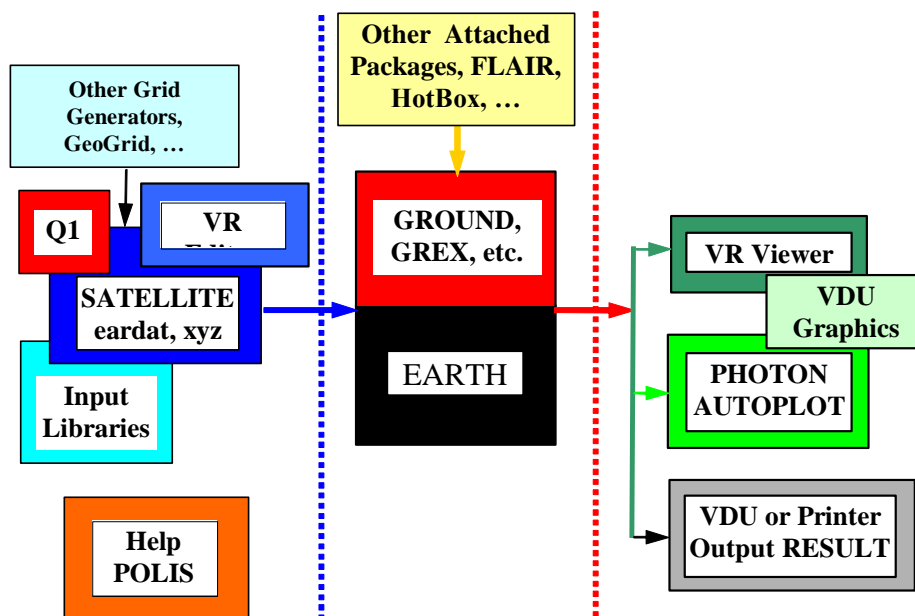 Other Attached
Packages, FLAIR,
HotBox, …
Other Grid
Generators,
GeoGrid, …
Q1
VR
SATELLITE
eardat, xyz
Input
Libraries
Help
POLIS
GROUND,
GREX, etc.
EARTH
VR Viewer
VDU
Graphics
PHOTON
AUTOPLOT
VDU or Printer
Output RESULT